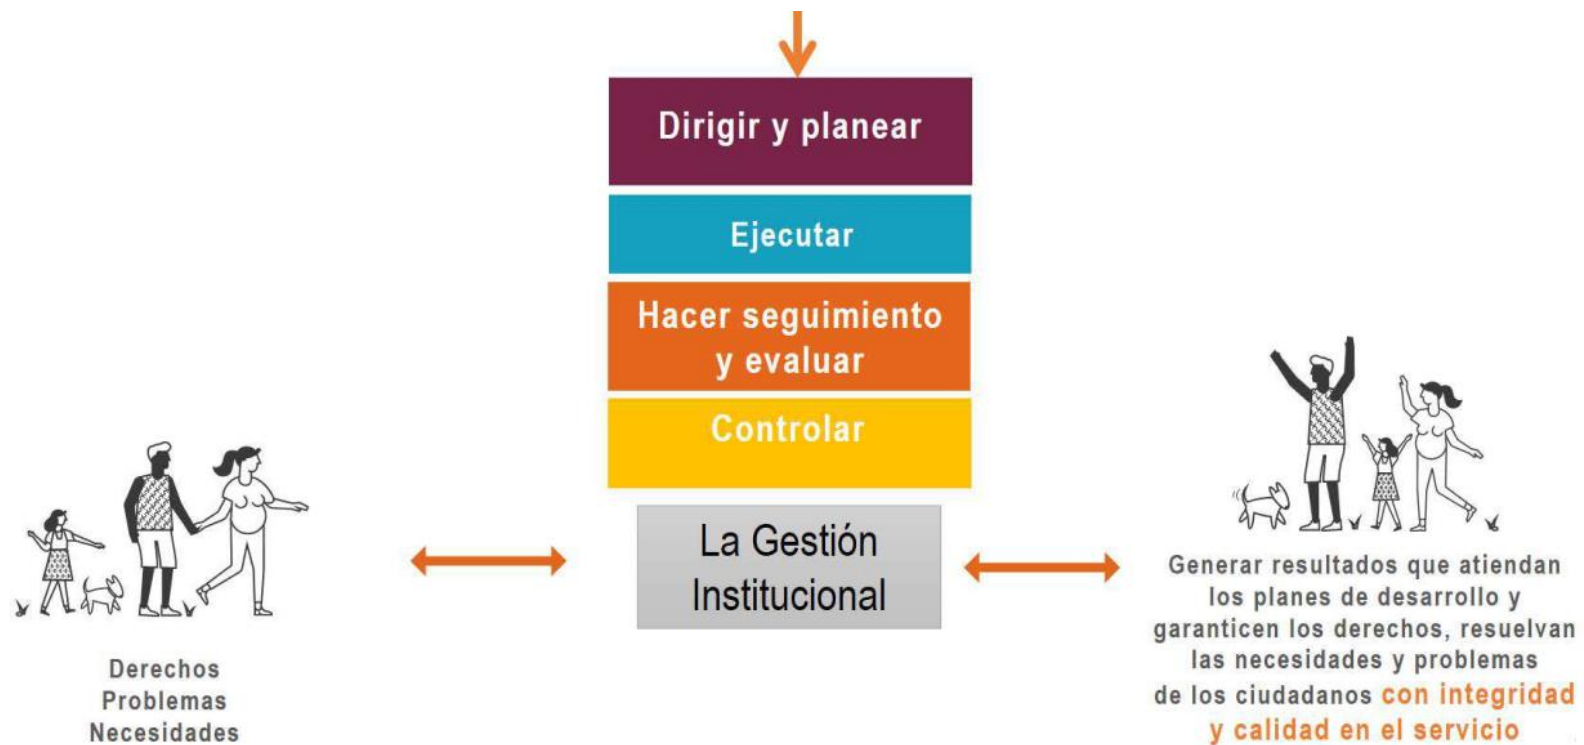 Dirigir y planear
Ejecutar
Hacer seguimiento
y evaluar
Controlar
La Gestión
Institucional
Derechos
Problemas
Necesidades
Generar resultados que atiendan
los planes de desarrollo y
garanticen los derechos, resuelvan
las necesidades y problemas
de los ciudadanos con integridad
y calidad en el servicio